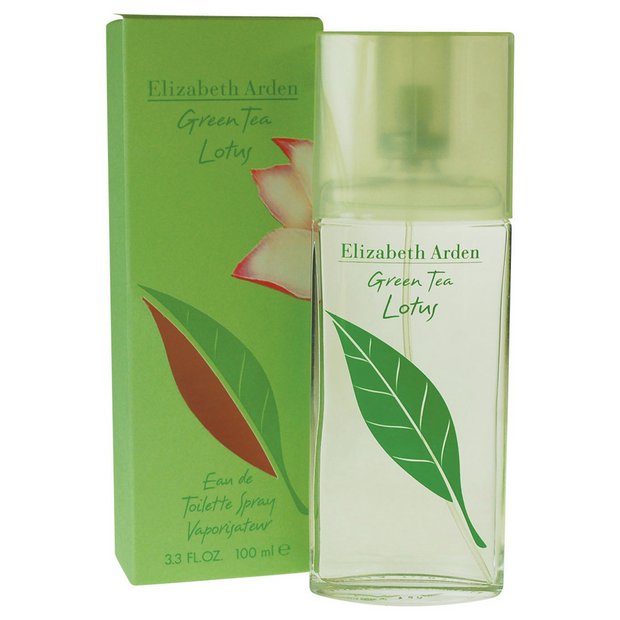 Elizabeth Arden
Green Tea
Lotus
Eau de
Toilette Spray
Vaporisateur
3.3 FL.OZ. 100 ml ℮
Elizabeth Arden
Green Tea
Lotus